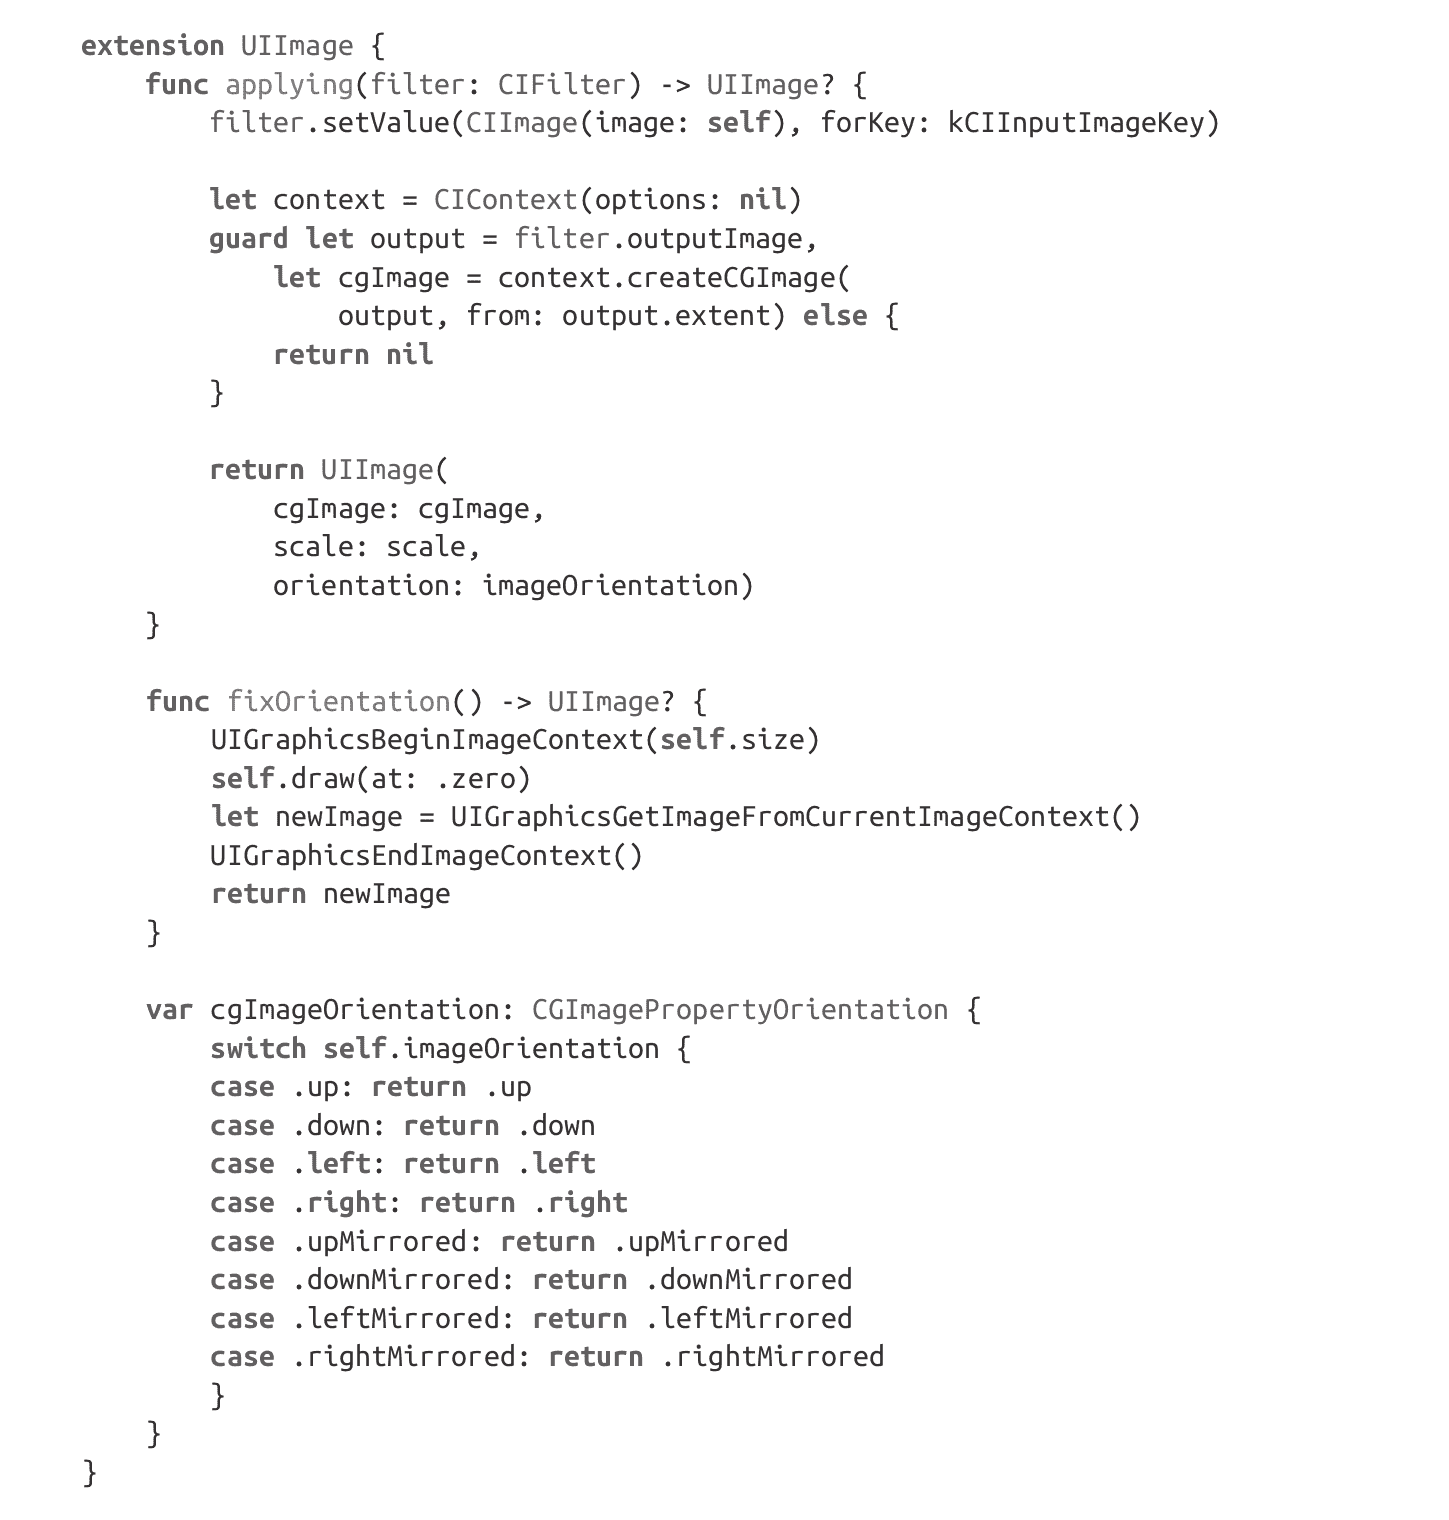 extension UIImage {
    func applying(filter: CIFilter) -> UIImage? {
        filter.setValue(CIImage(image: self), forKey: kCIInputImageKey)

        let context = CIContext(options: nil)
        guard let output = filter.outputImage,
            let cgImage = context.createCGImage(
                output, from: output.extent) else {
            return nil
        }

        return UIImage(
            cgImage: cgImage,
            scale: scale,
            orientation: imageOrientation)
    }

    func fixOrientation() -> UIImage? {
        UIGraphicsBeginImageContext(self.size)
        self.draw(at: .zero)
        let newImage = UIGraphicsGetImageFromCurrentImageContext()
        UIGraphicsEndImageContext()
        return newImage
    }

    var cgImageOrientation: CGImagePropertyOrientation {
        switch self.imageOrientation {
        case .up: return .up
        case .down: return .down
        case .left: return .left
        case .right: return .right
        case .upMirrored: return .upMirrored
        case .downMirrored: return .downMirrored
        case .leftMirrored: return .leftMirrored
        case .rightMirrored: return .rightMirrored
        }
    }
}